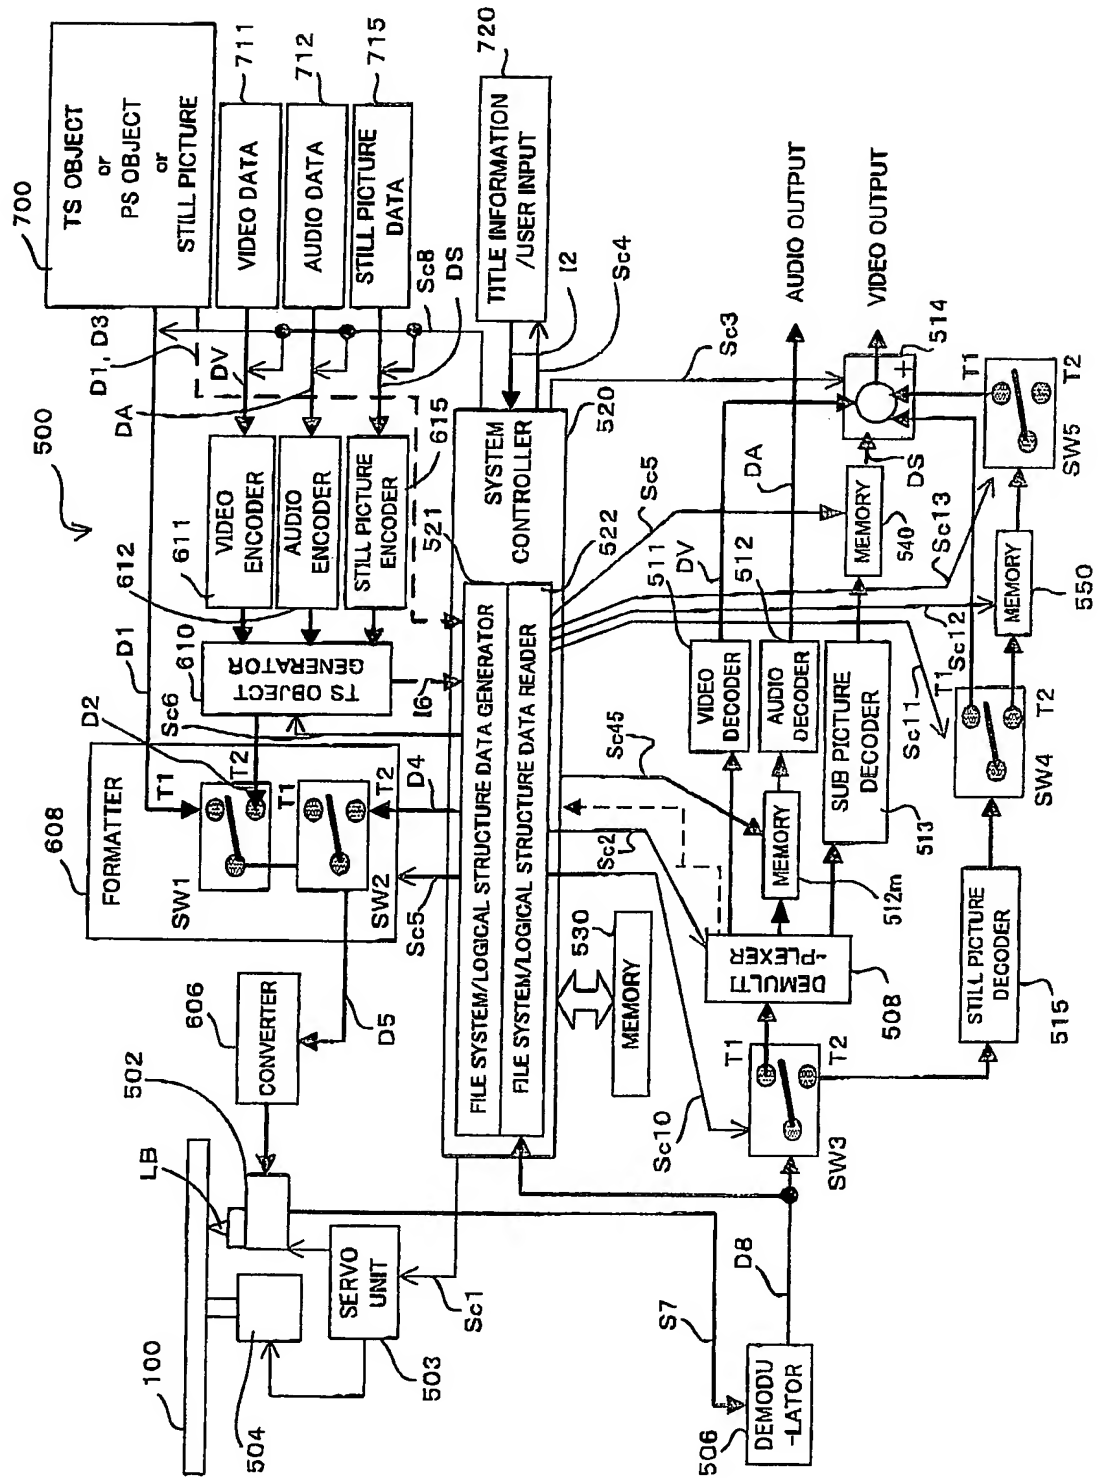 100
504
LB
502
503
SERVO
UNIT
Sc1
606
CONVERTER
D5
608
FORMATTER
SW1
SW2
T1
T2
T1
T2
D2
D1
500
D4
Sc5
Sc6
610
TS OBJECT
GENERATOR
I6
612
611
VIDEO
ENCODER
AUDIO
ENCODER
STILL PICTURE
ENCODER
615
D1, D3
DV
DA
DS
Sc8
700
TS OBJECT
or
PS OBJECT
or
STILL PICTURE
VIDEO DATA
711
AUDIO DATA
712
STILL PICTURE
DATA
715
720
TITLE INFORMATION
/USER INPUT
I2
Sc4
SYSTEM
CONTROLLER
520
521
522
FILE SYSTEM/LOGICAL STRUCTURE DATA GENERATOR
FILE SYSTEM/LOGICAL STRUCTURE DATA READER
530
MEMORY
S7
506
DEMODU
-LATOR
D8
Sc10
SW3
T1
T2
Sc2
Sc45
DEMULTI
-PLEXER
508
MEMORY
512m
VIDEO
DECODER
511
AUDIO
DECODER
512
SUB PICTURE
DECODER
513
DV
DA
Sc5
Sc3
MEMORY
540
DS
514
+
AUDIO OUTPUT
VIDEO OUTPUT
STILL PICTURE
DECODER
515
SW4
T1
T2
Sc11
Sc12
Sc13
MEMORY
550
SW5
T1
T2